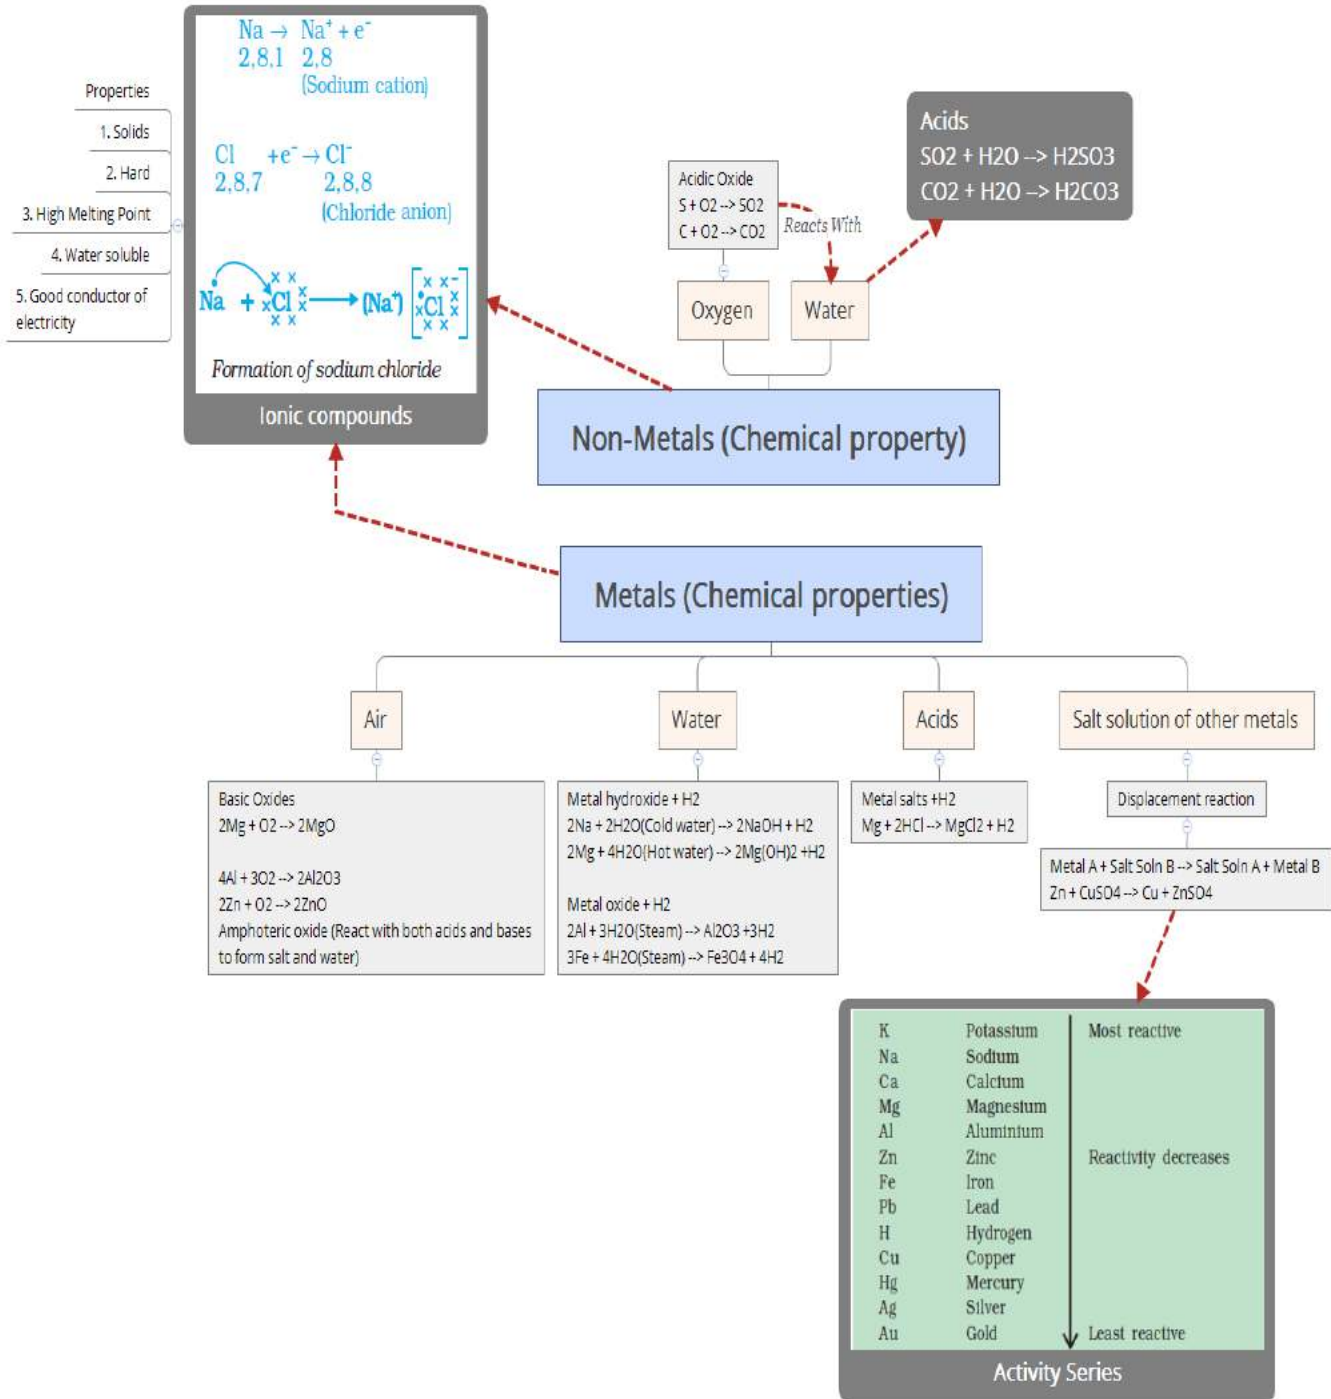 Na → Na⁺ + e⁻
2,8,1 2,8
(Sodium cation)
Cl +e⁻ → Cl⁻
2,8,7 2,8,8
(Chloride anion)
Na + Cl → (Na⁺) [Cl]⁻
Formation of sodium chloride
Ionic compounds
Properties
1. Solids
2. Hard
3. High Melting Point
4. Water soluble
5. Good conductor of
electricity
Acidic Oxide
S + O2 --> SO2
C + O2 --> CO2
Reacts With
Acids
SO2 + H2O --> H2SO3
CO2 + H2O --> H2CO3
Oxygen
Water
Non-Metals (Chemical property)
Metals (Chemical properties)
Air
Basic Oxides
2Mg + O2 --> 2MgO
4Al + 3O2 --> 2Al2O3
2Zn + O2 --> 2ZnO
Amphoteric oxide (React with both acids and bases
to form salt and water)
Water
Metal hydroxide + H2
2Na + 2H2O(Cold water) --> 2NaOH + H2
2Mg + 4H2O(Hot water) --> 2Mg(OH)2 +H2
Metal oxide + H2
2Al + 3H2O(Steam) --> Al2O3 +3H2
3Fe + 4H2O(Steam) --> Fe3O4 + 4H2
Acids
Metal salts +H2
Mg + 2HCl --> MgCl2 + H2
Salt solution of other metals
Displacement reaction
Metal A + Salt Soln B --> Salt Soln A + Metal B
Zn + CuSO4 --> Cu + ZnSO4
K Potassium Most reactive
Na Sodium
Ca Calcium
Mg Magnesium
Al Aluminium
Zn Zinc Reactivity decreases
Fe Iron
Pb Lead
H Hydrogen
Cu Copper
Hg Mercury
Ag Silver
Au Gold Least reactive
Activity Series